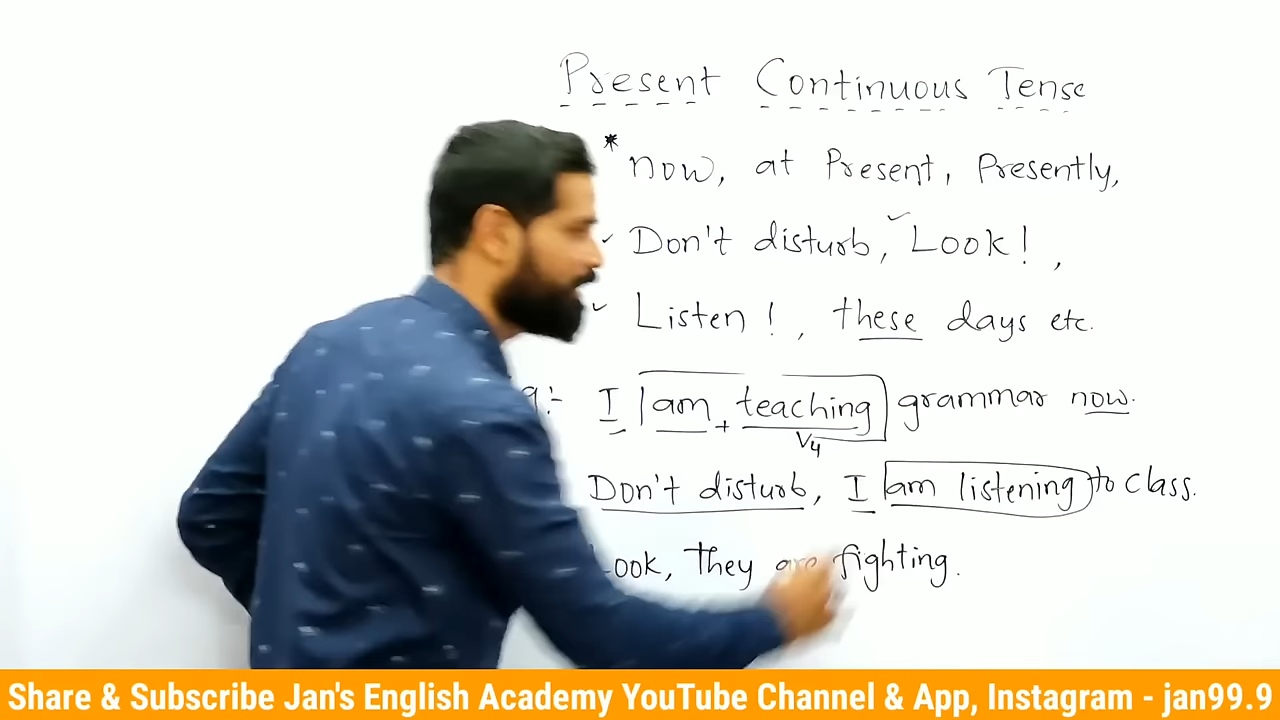 Present Continuous Tense
* now, at Present, Presently,
✓ Don't disturb, ✓ Look! ,
✓ Listen !, these days etc.
g:- I am + teaching grammar now.
V4
Don't disturb, I am listening to class.
Look, They are fighting.
Share & Subscribe Jan's English Academy YouTube Channel & App, Instagram - jan99.9